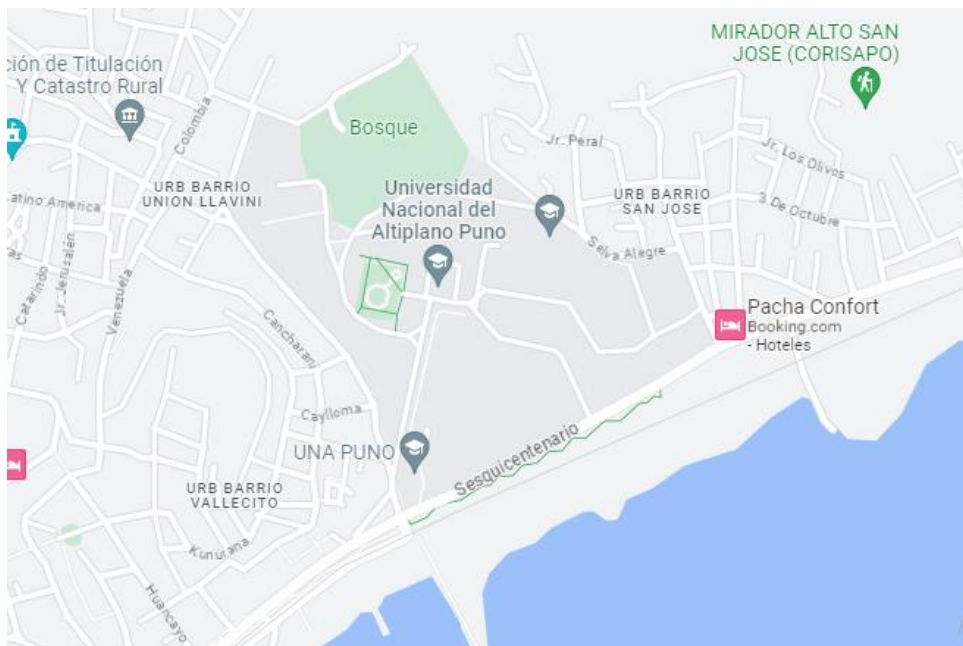 MIRADOR ALTO SAN
JOSE (CORISAPO)
ción de Titulación
Y Catastro Rural
Colombia
Bosque
Jr. Peral
Jr. Los Olivos
URB BARRIO
UNION LLAVINI
Universidad
Nacional del
Altiplano Puno
URB BARRIO
SAN JOSE
3 De Octubre
Latino America
Selva Alegre
as
Jr. Jerusalén
Catarindo
Venezuela
Pacha Confort
Booking.com
- Hoteles
Cancharani
Caylloma
UNA PUNO
Sesquicentenario
URB BARRIO
VALLECITO
Kunurana
Huancayo